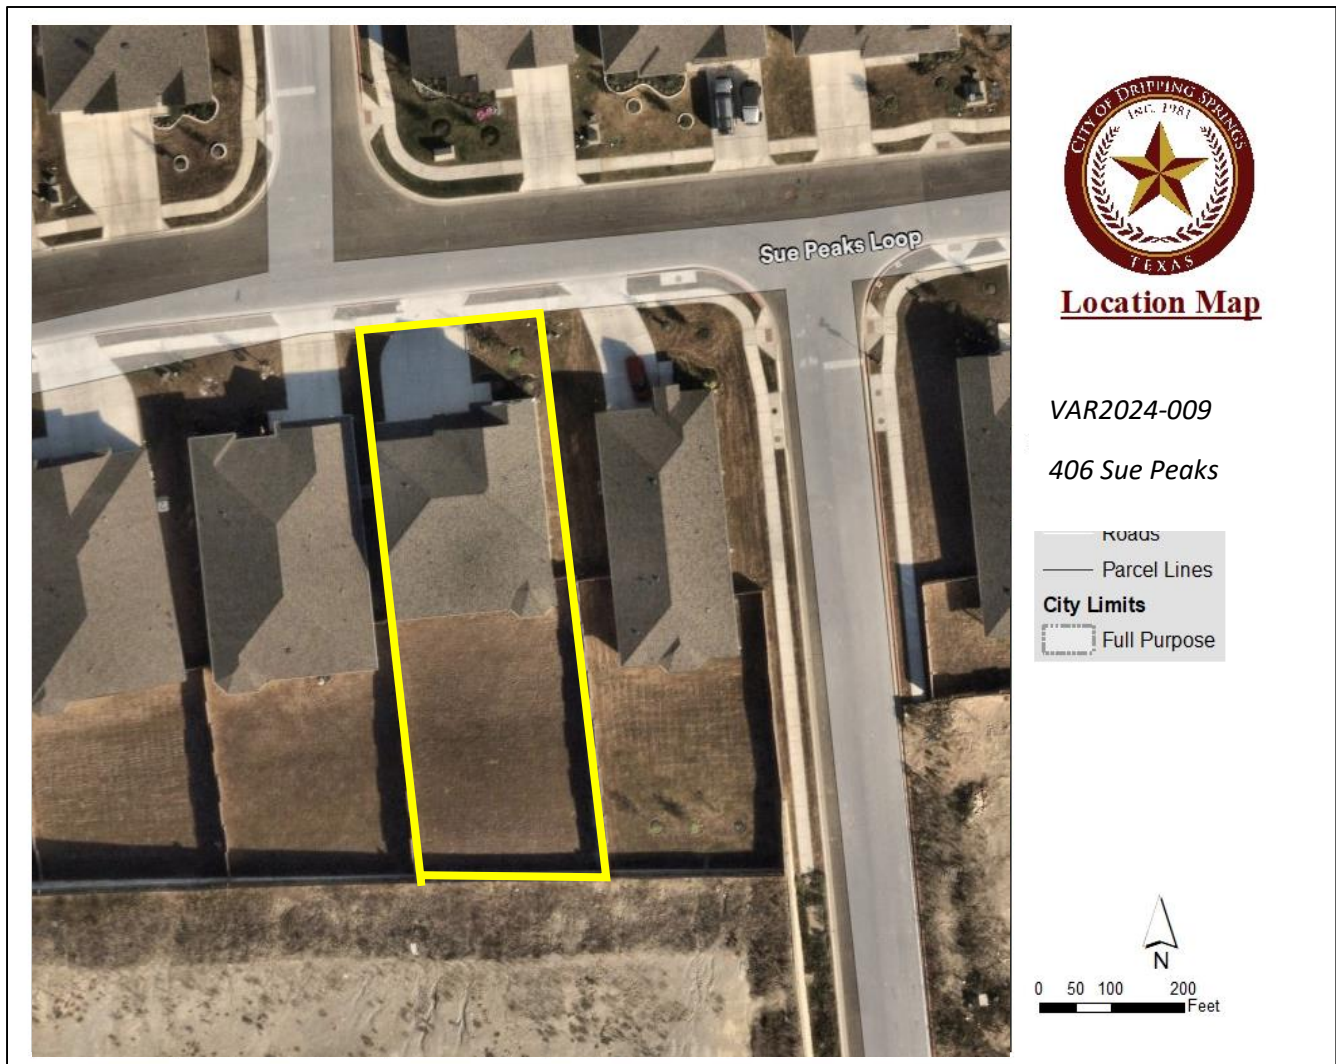 Sue Peaks Loop
CITY OF DRIPPING SPRINGS
INC. 1981
TEXAS
Location Map
VAR2024-009
406 Sue Peaks
Roads
Parcel Lines
City Limits
Full Purpose
N
0 50 100 200
Feet